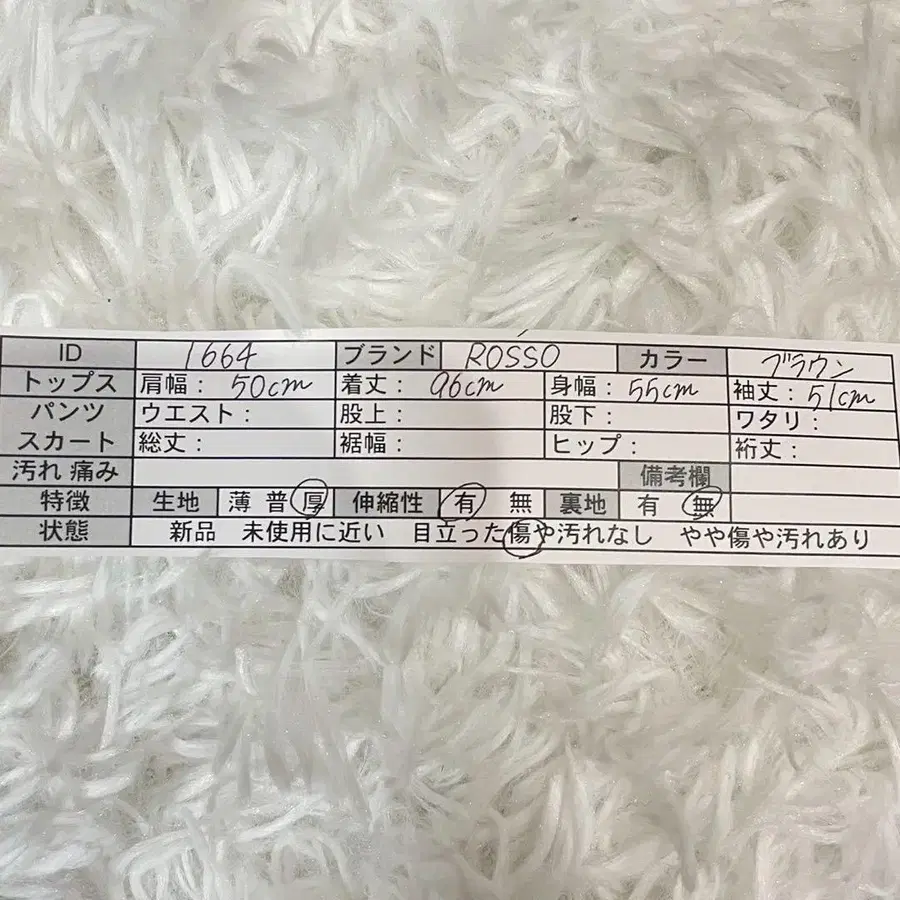 ID 1664 ブランド ROSSO カラー ブラウン
トップス 肩幅: 50cm 着丈: 96cm 身幅: 55cm 袖丈: 51cm
パンツ ウエスト: 股上: 股下: ワタリ:
スカート 総丈: 裾幅: ヒップ: 裄丈:
汚れ 痛み 備考欄
特徴 生地 薄 普 厚 伸縮性 有 無 裏地 有 無
状態 新品 未使用に近い 目立った傷や汚れなし やや傷や汚れあり